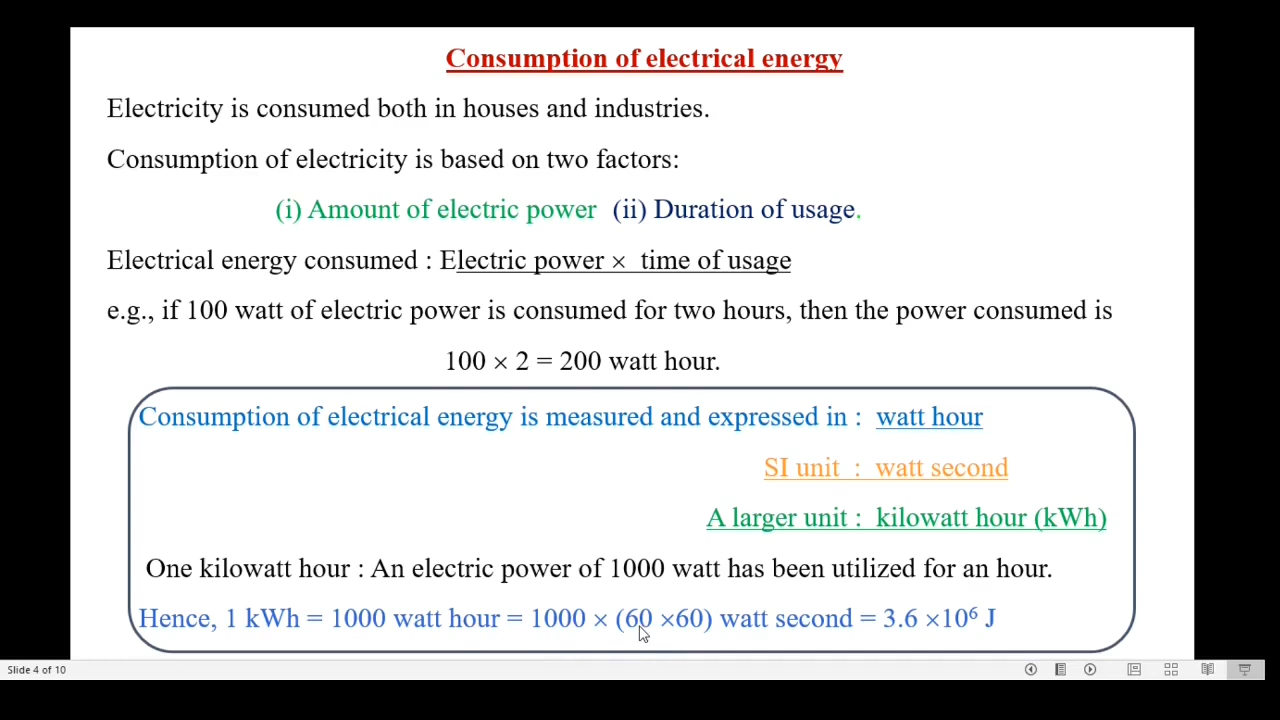 Consumption of electrical energy
Electricity is consumed both in houses and industries.
Consumption of electricity is based on two factors:
(i) Amount of electric power (ii) Duration of usage.
Electrical energy consumed : Electric power × time of usage
e.g., if 100 watt of electric power is consumed for two hours, then the power consumed is
100 × 2 = 200 watt hour.
Consumption of electrical energy is measured and expressed in : watt hour
SI unit : watt second
A larger unit : kilowatt hour (kWh)
One kilowatt hour : An electric power of 1000 watt has been utilized for an hour.
Hence, 1 kWh = 1000 watt hour = 1000 × (60 ×60) watt second = 3.6 ×10⁶ J
Slide 4 of 10